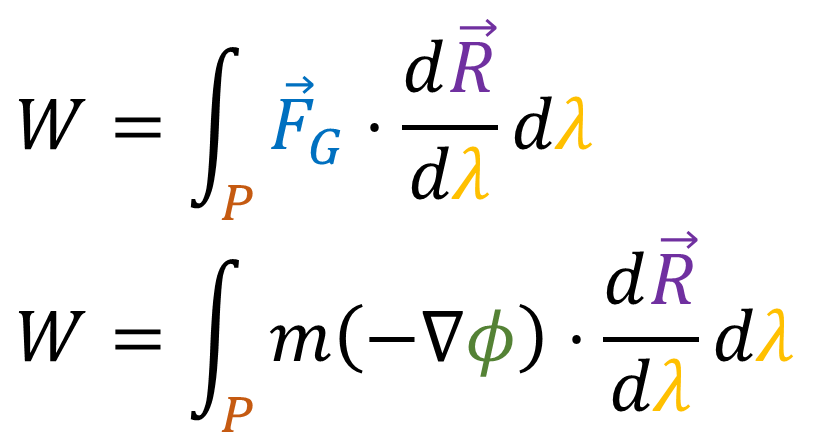 W = ∫_P F⃗_G · dR⃗/dλ dλ
W = ∫_P m(−∇ϕ) · dR⃗/dλ dλ